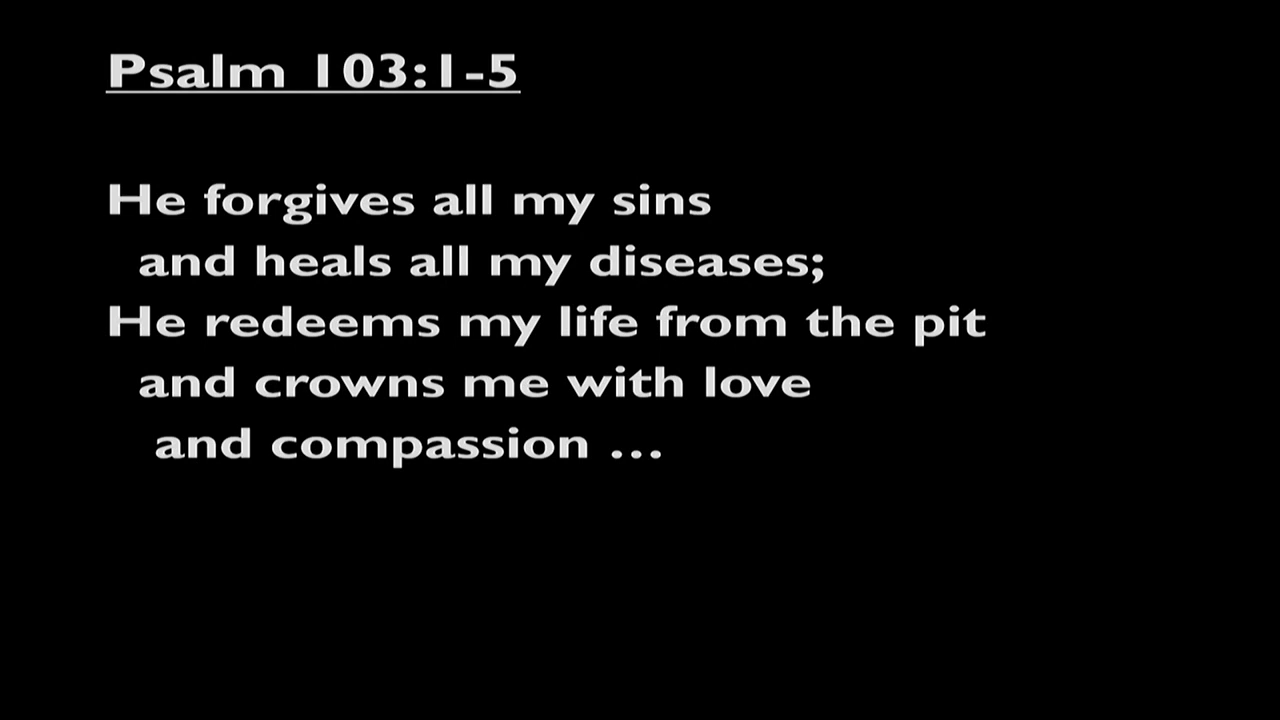 Psalm 103:1-5
He forgives all my sins
and heals all my diseases;
He redeems my life from the pit
and crowns me with love
and compassion ...